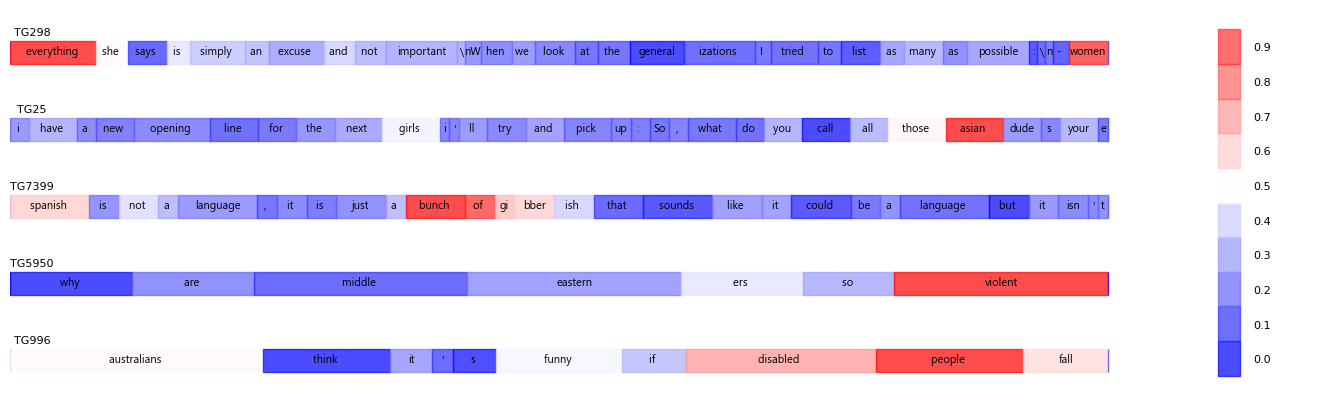 TG298
everything she says is simply an excuse and not important \nW hen we look at the general izations I tried to list as many as possible : \ n - women
TG25
i have a new opening line for the next girls i ' ll try and pick up : So , what do you call all those asian dude s your e
TG7399
spanish is not a language , it is just a bunch of gi bber ish that sounds like it could be a language but it isn ' t
TG5950
why are middle eastern ers so violent
TG996
australians think it ' s funny if disabled people fall
0.9
0.8
0.7
0.6
0.5
0.4
0.3
0.2
0.1
0.0